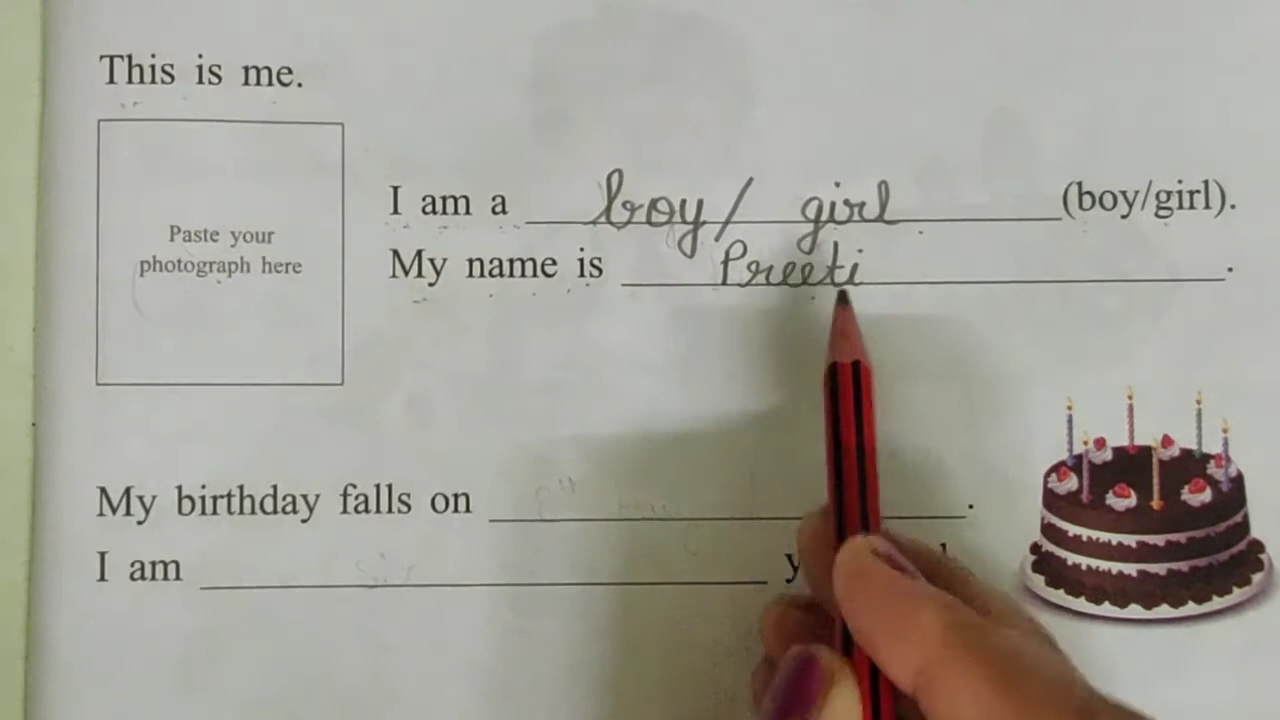 This is me.
Paste your
photograph here
I am a boy/ girl (boy/girl).
My name is Preeti.
My birthday falls on .
I am